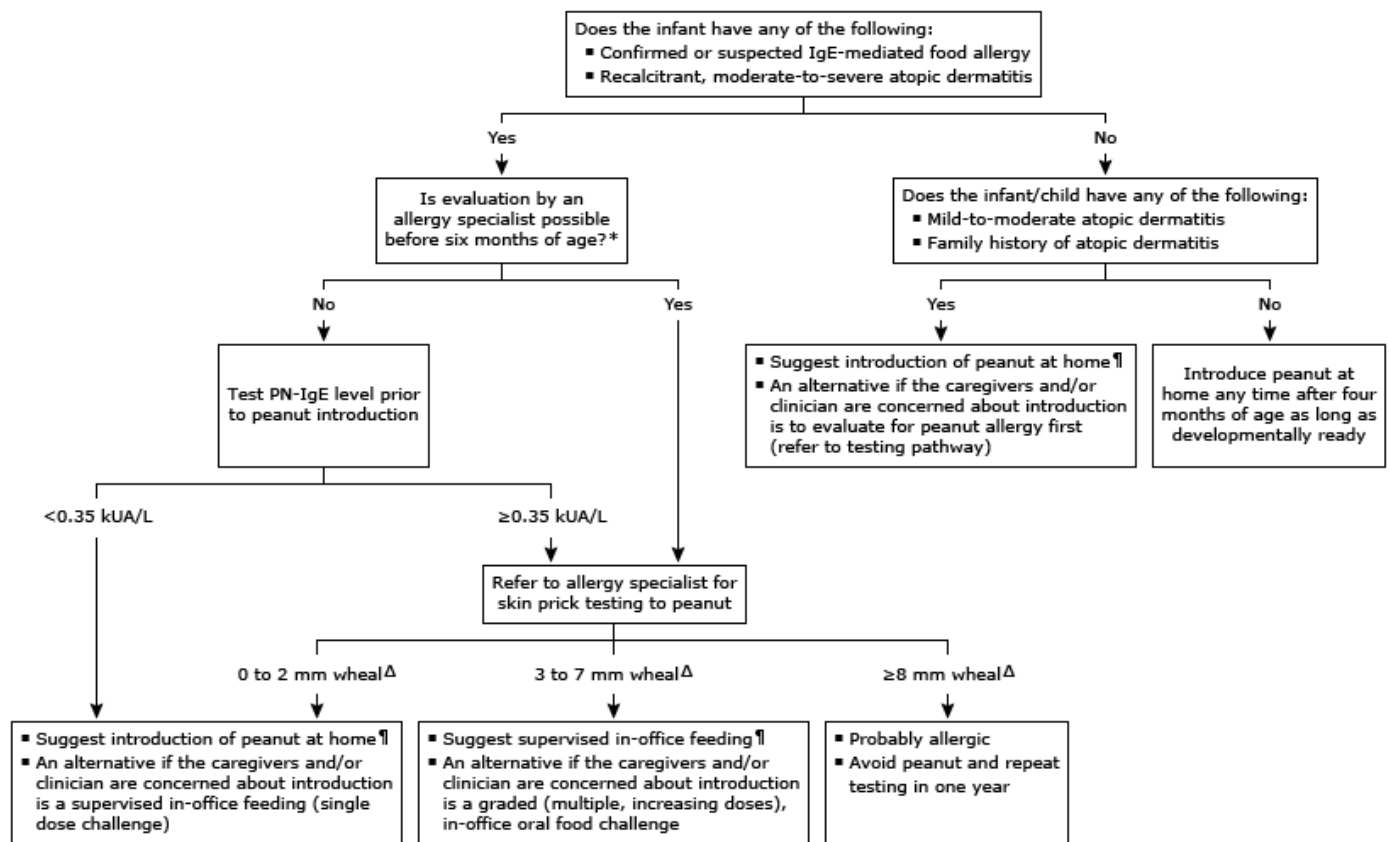 Does the infant have any of the following:
▪ Confirmed or suspected IgE-mediated food allergy
▪ Recalcitrant, moderate-to-severe atopic dermatitis
Yes
No
Is evaluation by an
allergy specialist possible
before six months of age?*
Does the infant/child have any of the following:
▪ Mild-to-moderate atopic dermatitis
▪ Family history of atopic dermatitis
No
Yes
Yes
No
Test PN-IgE level prior
to peanut introduction
▪ Suggest introduction of peanut at home¶
▪ An alternative if the caregivers and/or
clinician are concerned about introduction
is to evaluate for peanut allergy first
(refer to testing pathway)
Introduce peanut at
home any time after four
months of age as long as
developmentally ready
<0.35 kUA/L
≥0.35 kUA/L
Refer to allergy specialist for
skin prick testing to peanut
0 to 2 mm whealΔ
3 to 7 mm whealΔ
≥8 mm whealΔ
▪ Suggest introduction of peanut at home¶
▪ An alternative if the caregivers and/or
clinician are concerned about introduction
is a supervised in-office feeding (single
dose challenge)
▪ Suggest supervised in-office feeding¶
▪ An alternative if the caregivers and/or
clinician are concerned about introduction
is a graded (multiple, increasing doses),
in-office oral food challenge
▪ Probably allergic
▪ Avoid peanut and repeat
testing in one year